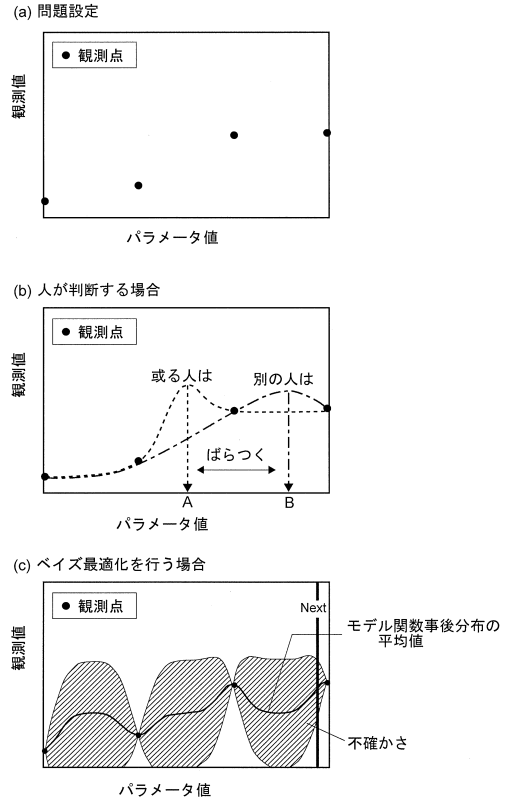 (a) 問題設定
観測点
観測値
パラメータ値
(b) 人が判断する場合
観測点
観測値
或る人は
別の人は
ばらつく
A
B
パラメータ値
(c) ベイズ最適化を行う場合
観測点
観測値
Next
モデル関数事後分布の
平均値
不確かさ
パラメータ値